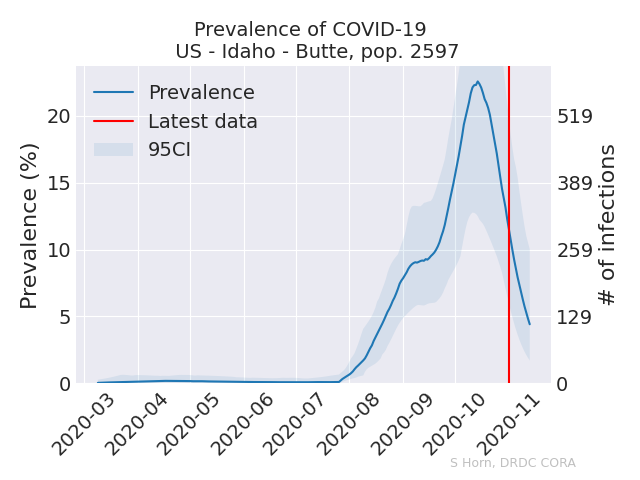 Prevalence of COVID-19
US - Idaho - Butte, pop. 2597
Prevalence
Latest data
95CI
Prevalence (%)
20
15
10
5
0
519
389
259
129
0
# of infections
2020-03
2020-04
2020-05
2020-06
2020-07
2020-08
2020-09
2020-10
2020-11
S Horn, DRDC CORA